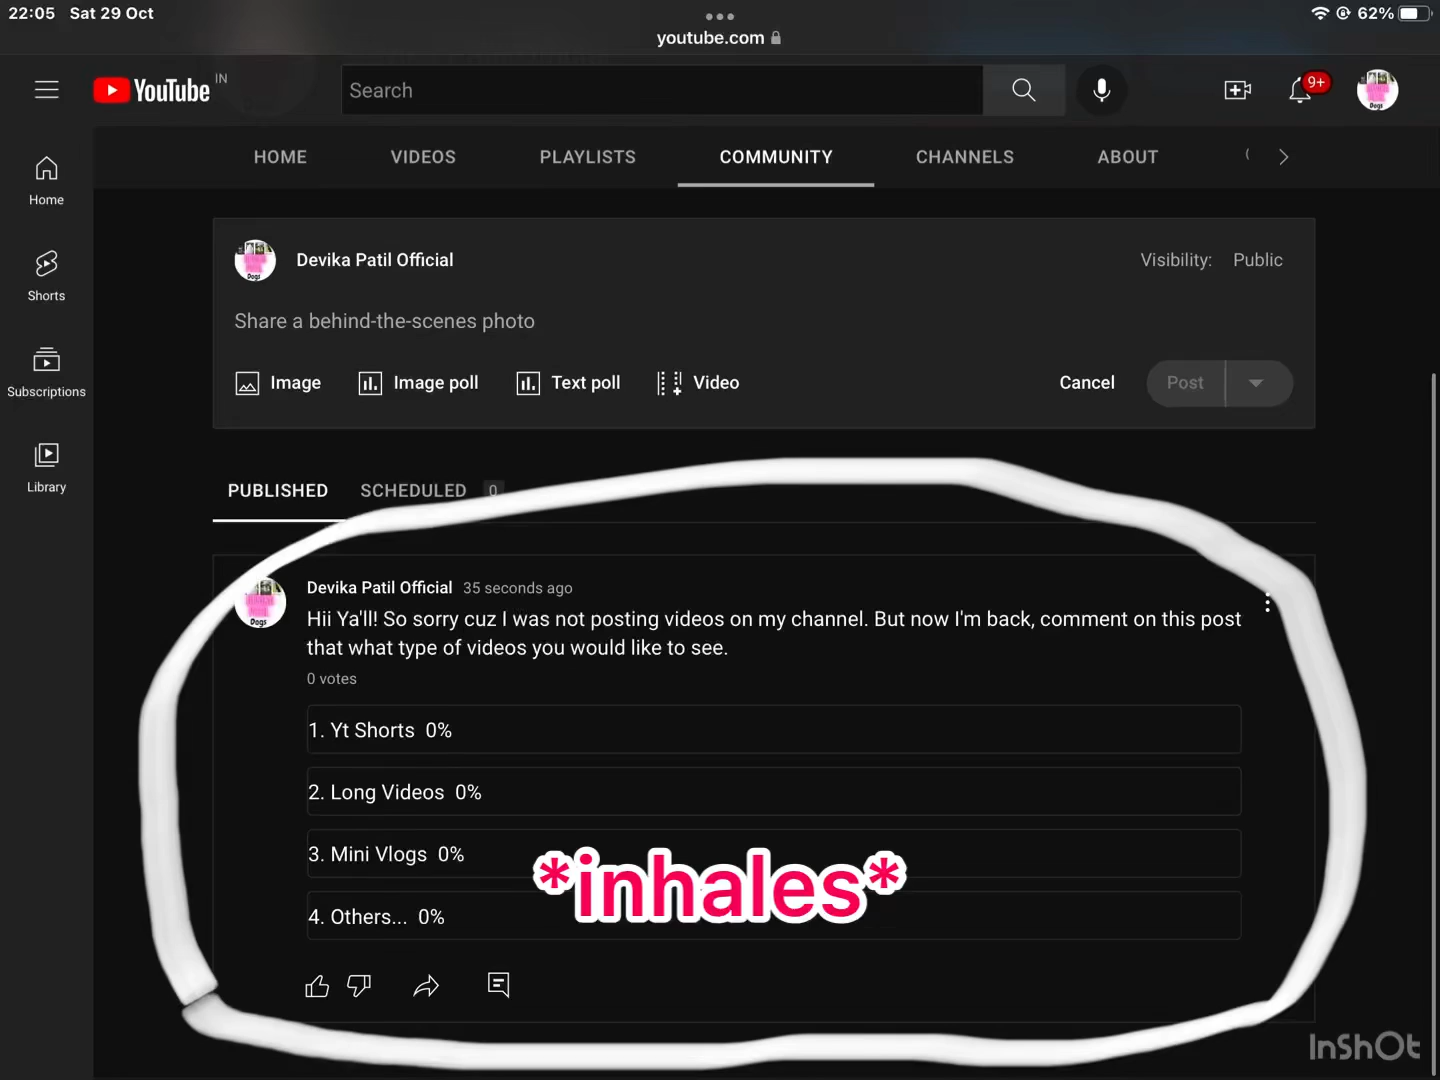 22:05 Sat 29 Oct
62%
youtube.com
YouTube IN
Search
9+
HOME VIDEOS PLAYLISTS COMMUNITY CHANNELS ABOUT
Home
Shorts
Subscriptions
Library
Devika Patil Official
Visibility: Public
Share a behind-the-scenes photo
Image Image poll Text poll Video Cancel Post
PUBLISHED SCHEDULED 0
Devika Patil Official 35 seconds ago
Hii Ya'll! So sorry cuz I was not posting videos on my channel. But now I'm back, comment on this post
that what type of videos you would like to see.
0 votes
1. Yt Shorts 0%
2. Long Videos 0%
3. Mini Vlogs 0%
*inhales*
4. Others... 0%
InShOt